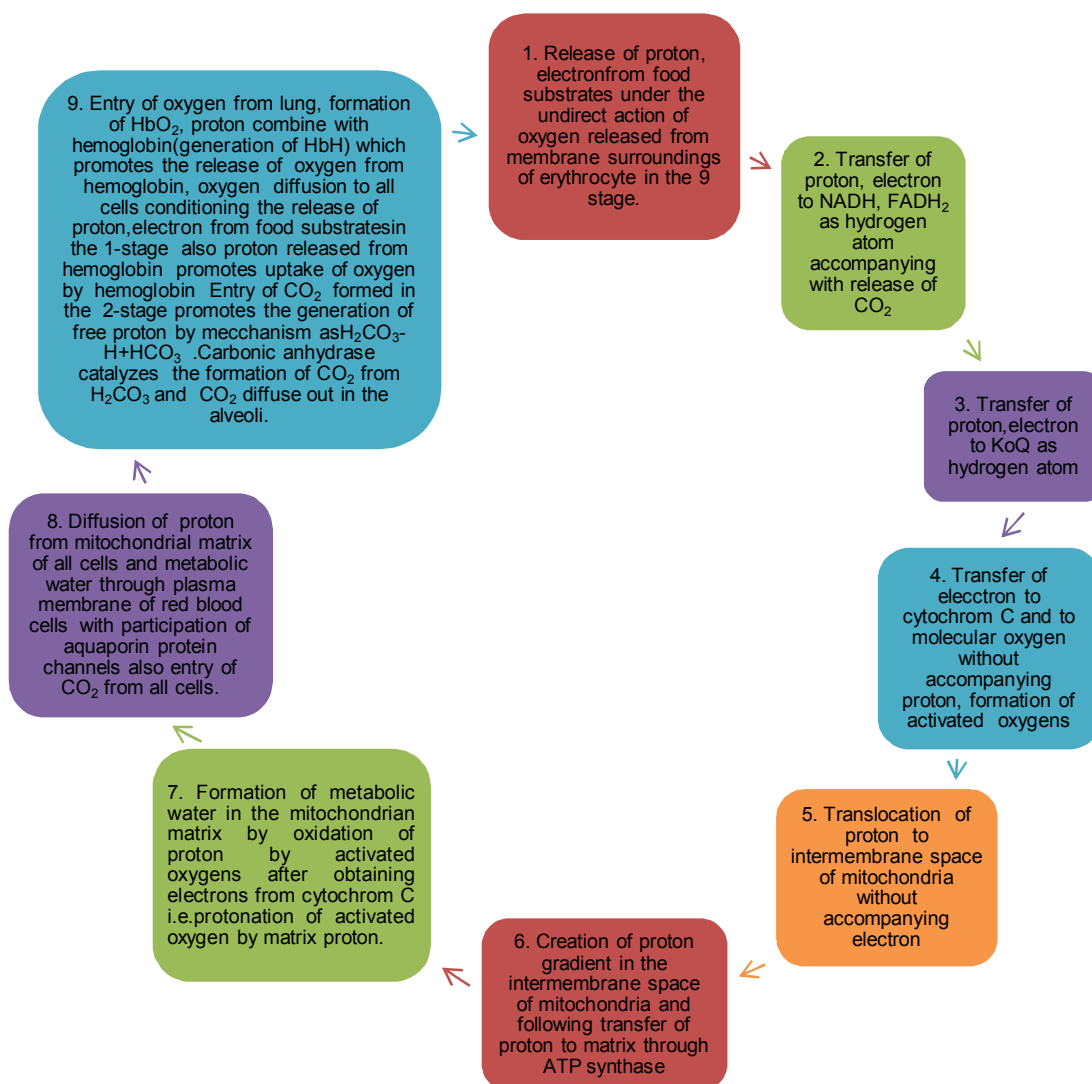 1. Release of proton,
electronfrom food
substrates under the
undirect action of
oxygen released from
membrane surroundings
of erythrocyte in the 9
stage.
2. Transfer of
proton, electron
to NADH, FADH₂
as hydrogen
atom
accompanying
with release of
CO₂
3. Transfer of
proton,electron
to KoQ as
hydrogen atom
4. Transfer of
elecctron to
cytochrom C and to
molecular oxygen
without
accompanying
proton, formation of
activated oxygens
5. Translocation of
proton to
intermembrane space
of mitochondria
without
accompanying
electron
6. Creation of proton
gradient in the
intermembrane space
of mitochondria and
following transfer of
proton to matrix through
ATP synthase
7. Formation of metabolic
water in the mitochondrian
matrix by oxidation of
proton by activated
oxygens after obtaining
electrons from cytochrom C
i.e.protonation of activated
oxygen by matrix proton.
8. Diffusion of proton
from mitochondrial matrix
of all cells and metabolic
water through plasma
membrane of red blood
cells with participation of
aquaporin protein
channels also entry of
CO₂ from all cells.
9. Entry of oxygen from lung, formation
of HbO₂, proton combine with
hemoglobin(generation of HbH) which
promotes the release of oxygen from
hemoglobin, oxygen diffusion to all
cells conditioning the release of
proton,electron from food substratesin
the 1-stage also proton released from
hemoglobin promotes uptake of oxygen
by hemoglobin Entry of CO₂ formed in
the 2-stage promotes the generation of
free proton by mecchanism asH₂CO₃-
H+HCO₃ .Carbonic anhydrase
catalyzes the formation of CO₂ from
H₂CO₃ and CO₂ diffuse out in the
alveoli.